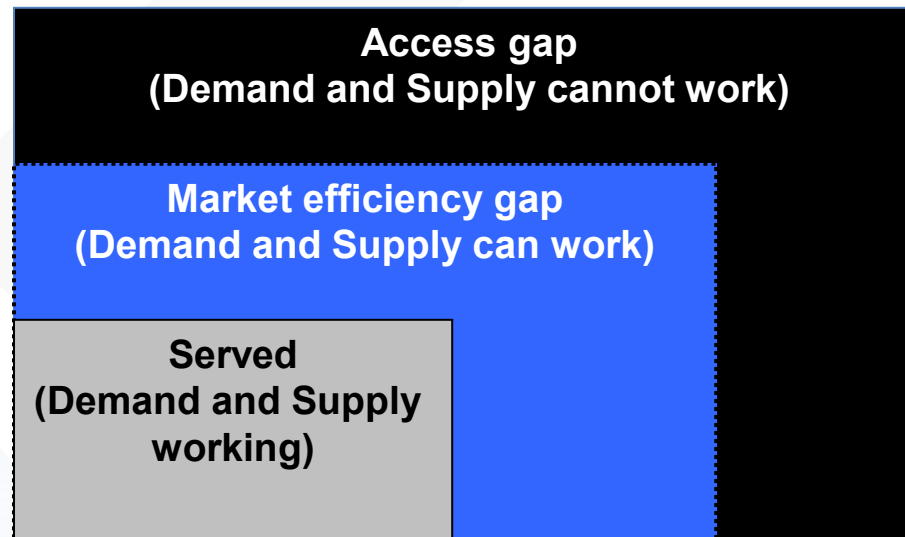 Access gap
(Demand and Supply cannot work)
Market efficiency gap
(Demand and Supply can work)
Served
(Demand and Supply
working)